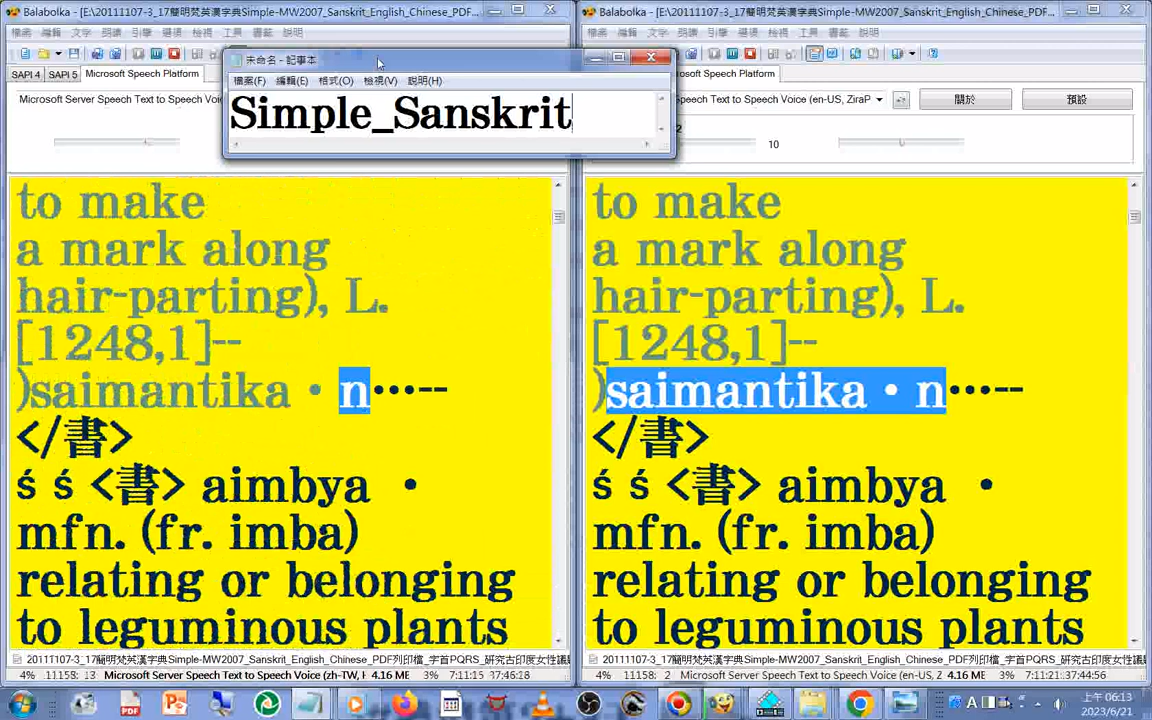 Balabolka - [E:\20111107-3_17簡明梵英漢字典Simple-MW2007_Sanskrit_English_Chinese_PDF...
SAPI 4 SAPI 5 Microsoft Speech Platform
Microsoft Server Speech Text to Speech Voi
未命名 - 記事本
檔案(F) 編輯(E) 格式(O) 檢視(V) 說明(H)
Simple_Sanskrit
to make
a mark along
hair-parting), L.
[1248,1]--
)saimantika • n•••--
</書>
ś ś <書> aimbya •
mfn. (fr. imba)
relating or belonging
to leguminous plants
20111107-3_17簡明梵英漢字典Simple-MW2007_Sanskrit_English_Chinese_PDF列印檔_字首PQRS_研究古印度女性議
4% 11158: 13 Microsoft Server Speech Text to Speech Voice (zh-TW, H 4.16 MB 3% 7:11:15_37:46:18
Balabolka - [E:\20111107-3_17簡明梵英漢字典Simple-MW2007_Sanskrit_English_Chinese_PDF...
Microsoft Speech Platform
Speech Text to Speech Voice (en-US, ZiraP
關於
預設
2
10
to make
a mark along
hair-parting), L.
[1248,1]--
)saimantika • n•••--
</書>
ś ś <書> aimbya •
mfn. (fr. imba)
relating or belonging
to leguminous plants
20111107-3_17簡明梵英漢字典Simple-MW2007_Sanskrit_English_Chinese_PDF列印檔_字首PQRS_研究古印度女性議
4% 11158: 2 Microsoft Server Speech Text to Speech Voice (en-US, Z 4.16 MB 3% 7:11:21_37:44:56
上午 06:13
2023/6/21